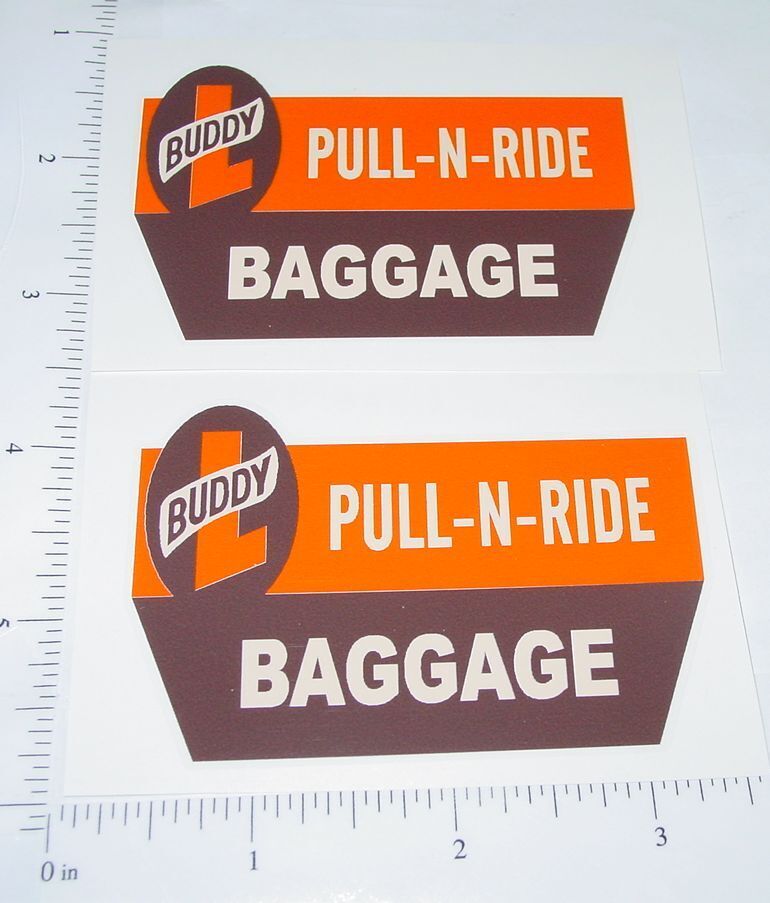 1
BUDDY
L
PULL-N-RIDE
2
BAGGAGE
3
4
BUDDY
L
PULL-N-RIDE
BAGGAGE
5
0 in
1
2
3